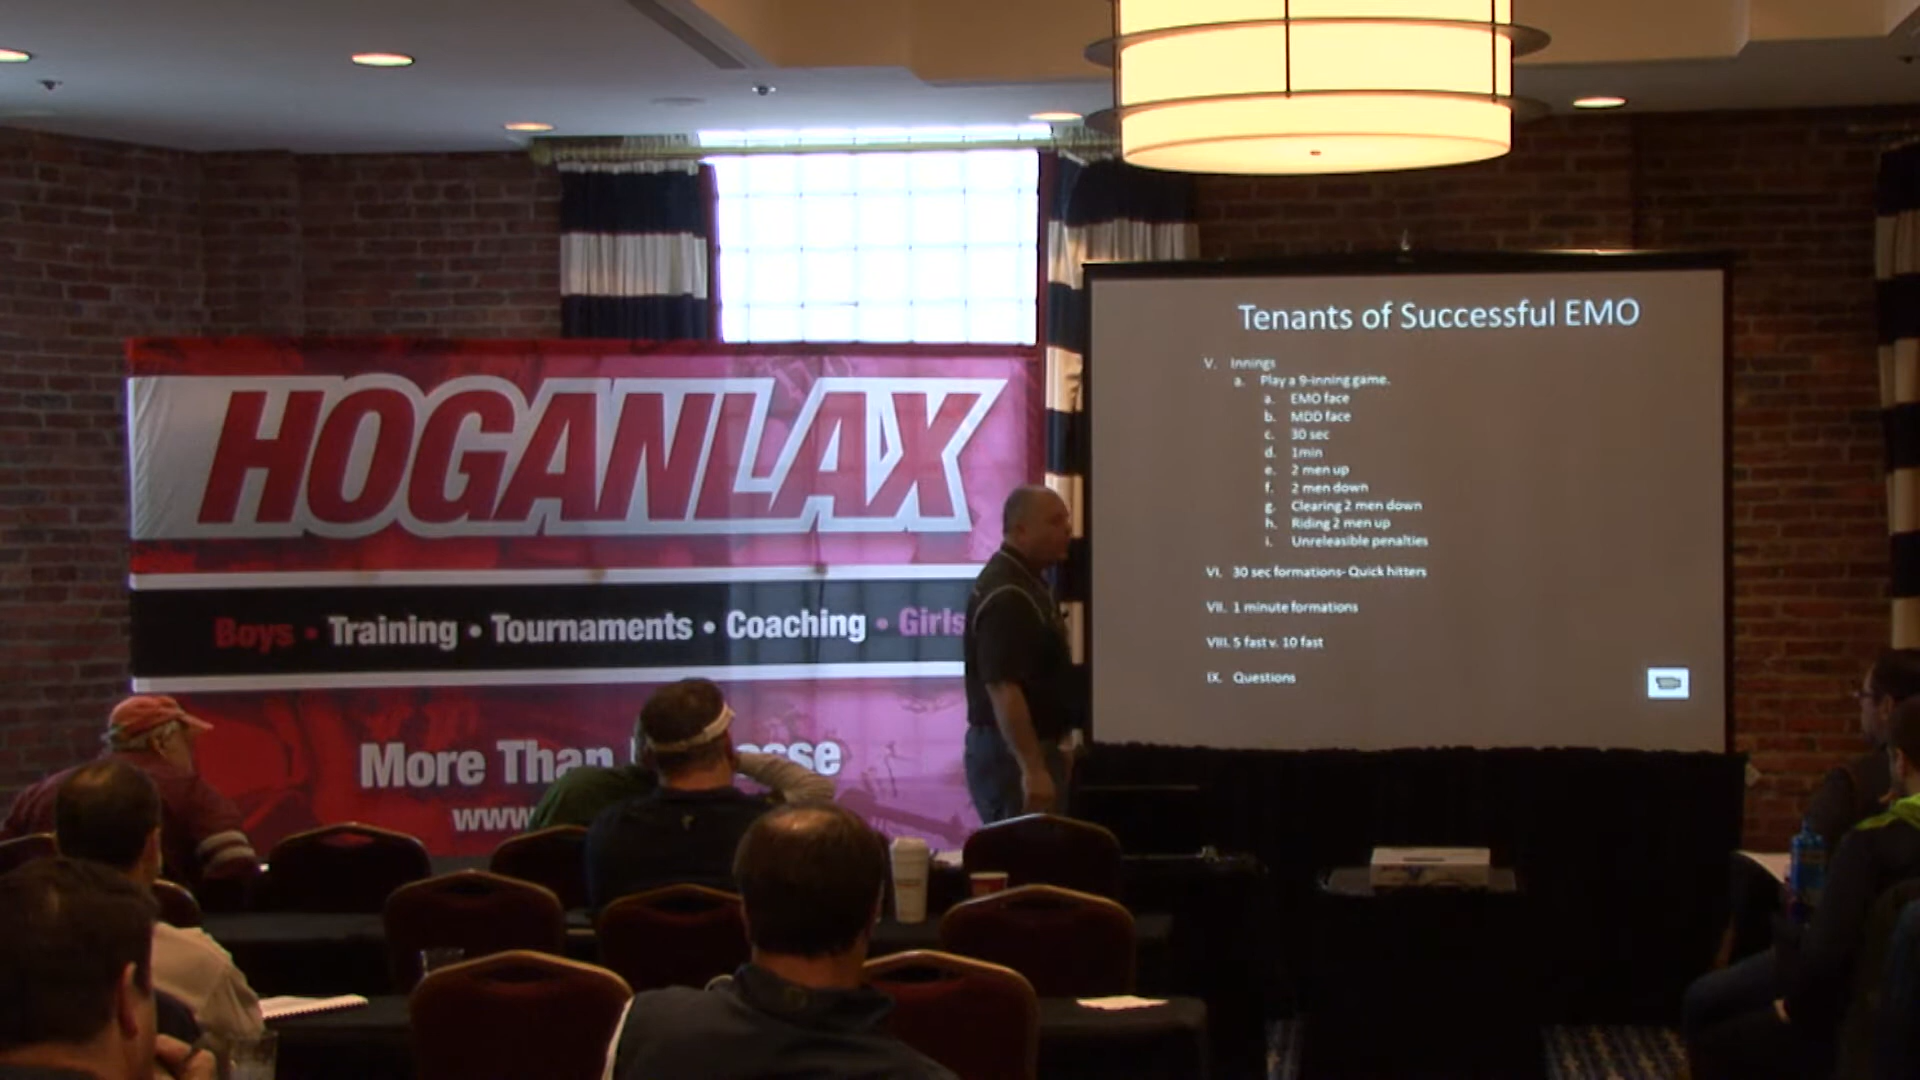 HOGANLAX
Boys • Training • Tournaments • Coaching • Girls
More Than
www.
Tenants of Successful EMO
V. Innings
a. Play a 9-inning game.
a. EMO face
b. MDD face
c. 30 sec
d. 1min
e. 2 men up
f. 2 men down
g. Clearing 2 men down
h. Riding 2 men up
i. Unreleasible penalties
VI. 30 sec formations- Quick hitters
VII. 1 minute formations
VIII. 5 fast v. 10 fast
IX. Questions